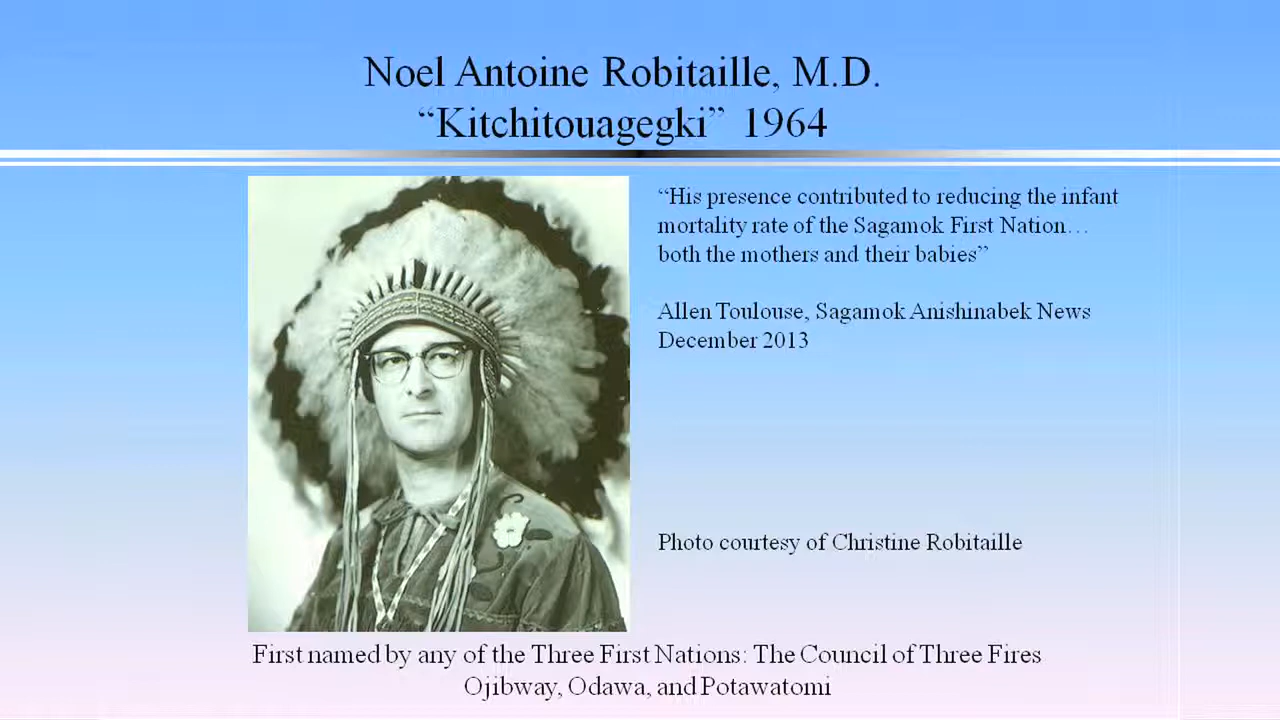 Noel Antoine Robitaille, M.D.
“Kitchitouagegki” 1964
“His presence contributed to reducing the infant
mortality rate of the Sagamok First Nation…
both the mothers and their babies”
Allen Toulouse, Sagamok Anishinabek News
December 2013
Photo courtesy of Christine Robitaille
First named by any of the Three First Nations: The Council of Three Fires
Ojibway, Odawa, and Potawatomi